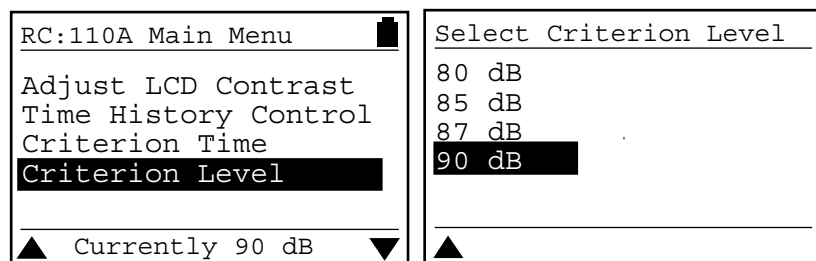 RC:110A Main Menu
Adjust LCD Contrast
Time History Control
Criterion Time
Criterion Level
Currently 90 dB
Select Criterion Level
80 dB
85 dB
87 dB
90 dB